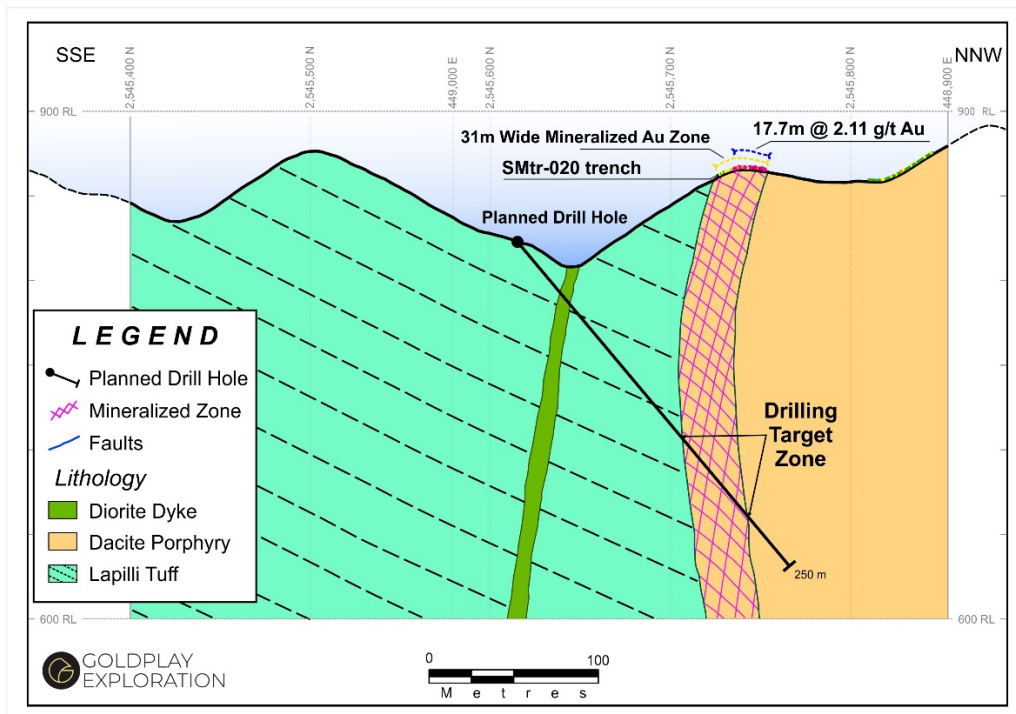 SSE
NNW
2,545,400 N
2,545,500 N
449,000 E
2,545,600 N
2,545,700 N
2,545,800 N
448,900 E
900 RL
900 RL
31m Wide Mineralized Au Zone
17.7m @ 2.11 g/t Au
SMtr-020 trench
Planned Drill Hole
LEGEND
Planned Drill Hole
Mineralized Zone
Faults
Lithology
Diorite Dyke
Dacite Porphyry
Lapilli Tuff
Drilling
Target
Zone
250 m
600 RL
600 RL
GOLDPLAY
EXPLORATION
0 100
Metres